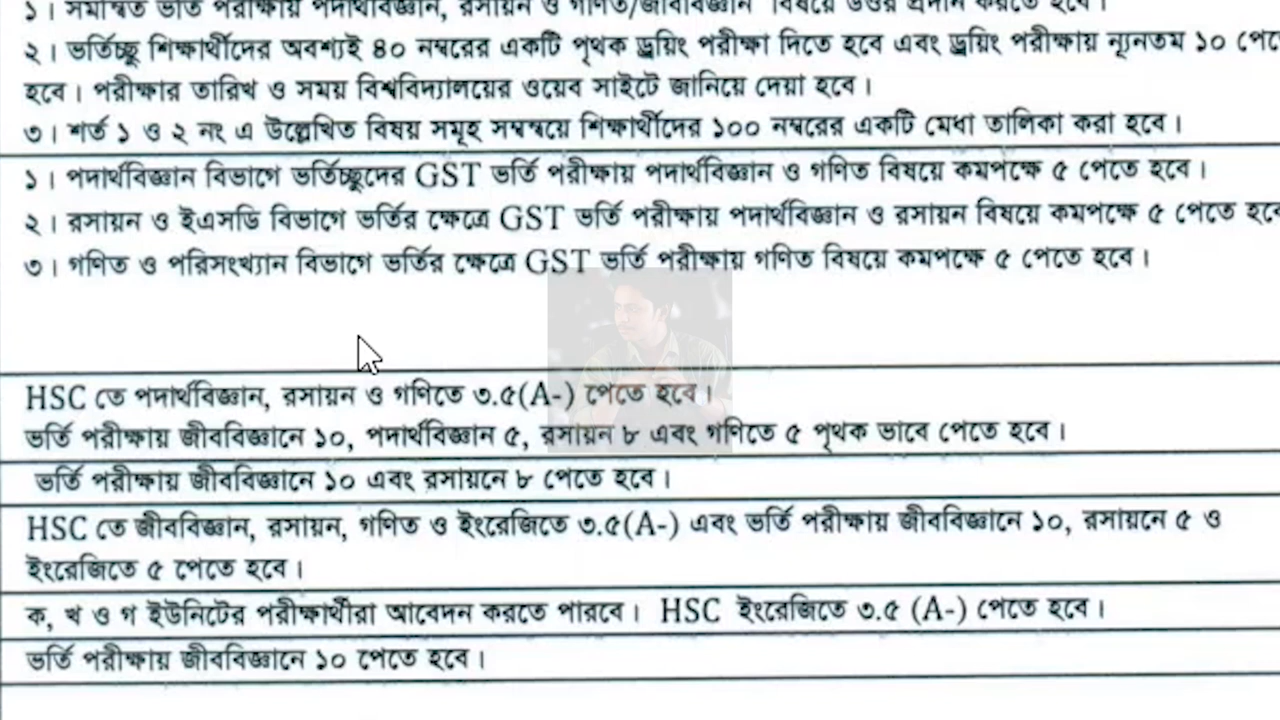 ১। সমন্বিত ভর্তি পরীক্ষায় পদার্থবিজ্ঞান, রসায়ন ও গণিত/জীববিজ্ঞান বিষয়ে উত্তর প্রদান করতে হবে।
২। ভর্তিচ্ছু শিক্ষার্থীদের অবশ্যই ৪০ নম্বরের একটি পৃথক ড্রয়িং পরীক্ষা দিতে হবে এবং ড্রয়িং পরীক্ষায় ন্যূনতম ১০ পেতে
হবে। পরীক্ষার তারিখ ও সময় বিশ্ববিদ্যালয়ের ওয়েব সাইটে জানিয়ে দেয়া হবে।
৩। শর্ত ১ ও ২ নং এ উল্লেখিত বিষয় সমূহ সমন্বয়ে শিক্ষার্থীদের ১০০ নম্বরের একটি মেধা তালিকা করা হবে।
১। পদার্থবিজ্ঞান বিভাগে ভর্তিচ্ছুদের GST ভর্তি পরীক্ষায় পদার্থবিজ্ঞান ও গণিত বিষয়ে কমপক্ষে ৫ পেতে হবে।
২। রসায়ন ও ইএসডি বিভাগে ভর্তির ক্ষেত্রে GST ভর্তি পরীক্ষায় পদার্থবিজ্ঞান ও রসায়ন বিষয়ে কমপক্ষে ৫ পেতে হবে
৩। গণিত ও পরিসংখ্যান বিভাগে ভর্তির ক্ষেত্রে GST ভর্তি পরীক্ষায় গণিত বিষয়ে কমপক্ষে ৫ পেতে হবে।
HSC তে পদার্থবিজ্ঞান, রসায়ন ও গণিতে ৩.৫(A-) পেতে হবে।
ভর্তি পরীক্ষায় জীববিজ্ঞানে ১০, পদার্থবিজ্ঞান ৫, রসায়ন ৮ এবং গণিতে ৫ পৃথক ভাবে পেতে হবে।
ভর্তি পরীক্ষায় জীববিজ্ঞানে ১০ এবং রসায়নে ৮ পেতে হবে।
HSC তে জীববিজ্ঞান, রসায়ন, গণিত ও ইংরেজিতে ৩.৫(A-) এবং ভর্তি পরীক্ষায় জীববিজ্ঞানে ১০, রসায়নে ৫ ও
ইংরেজিতে ৫ পেতে হবে।
ক, খ ও গ ইউনিটের পরীক্ষার্থীরা আবেদন করতে পারবে। HSC ইংরেজিতে ৩.৫ (A-) পেতে হবে।
ভর্তি পরীক্ষায় জীববিজ্ঞানে ১০ পেতে হবে।